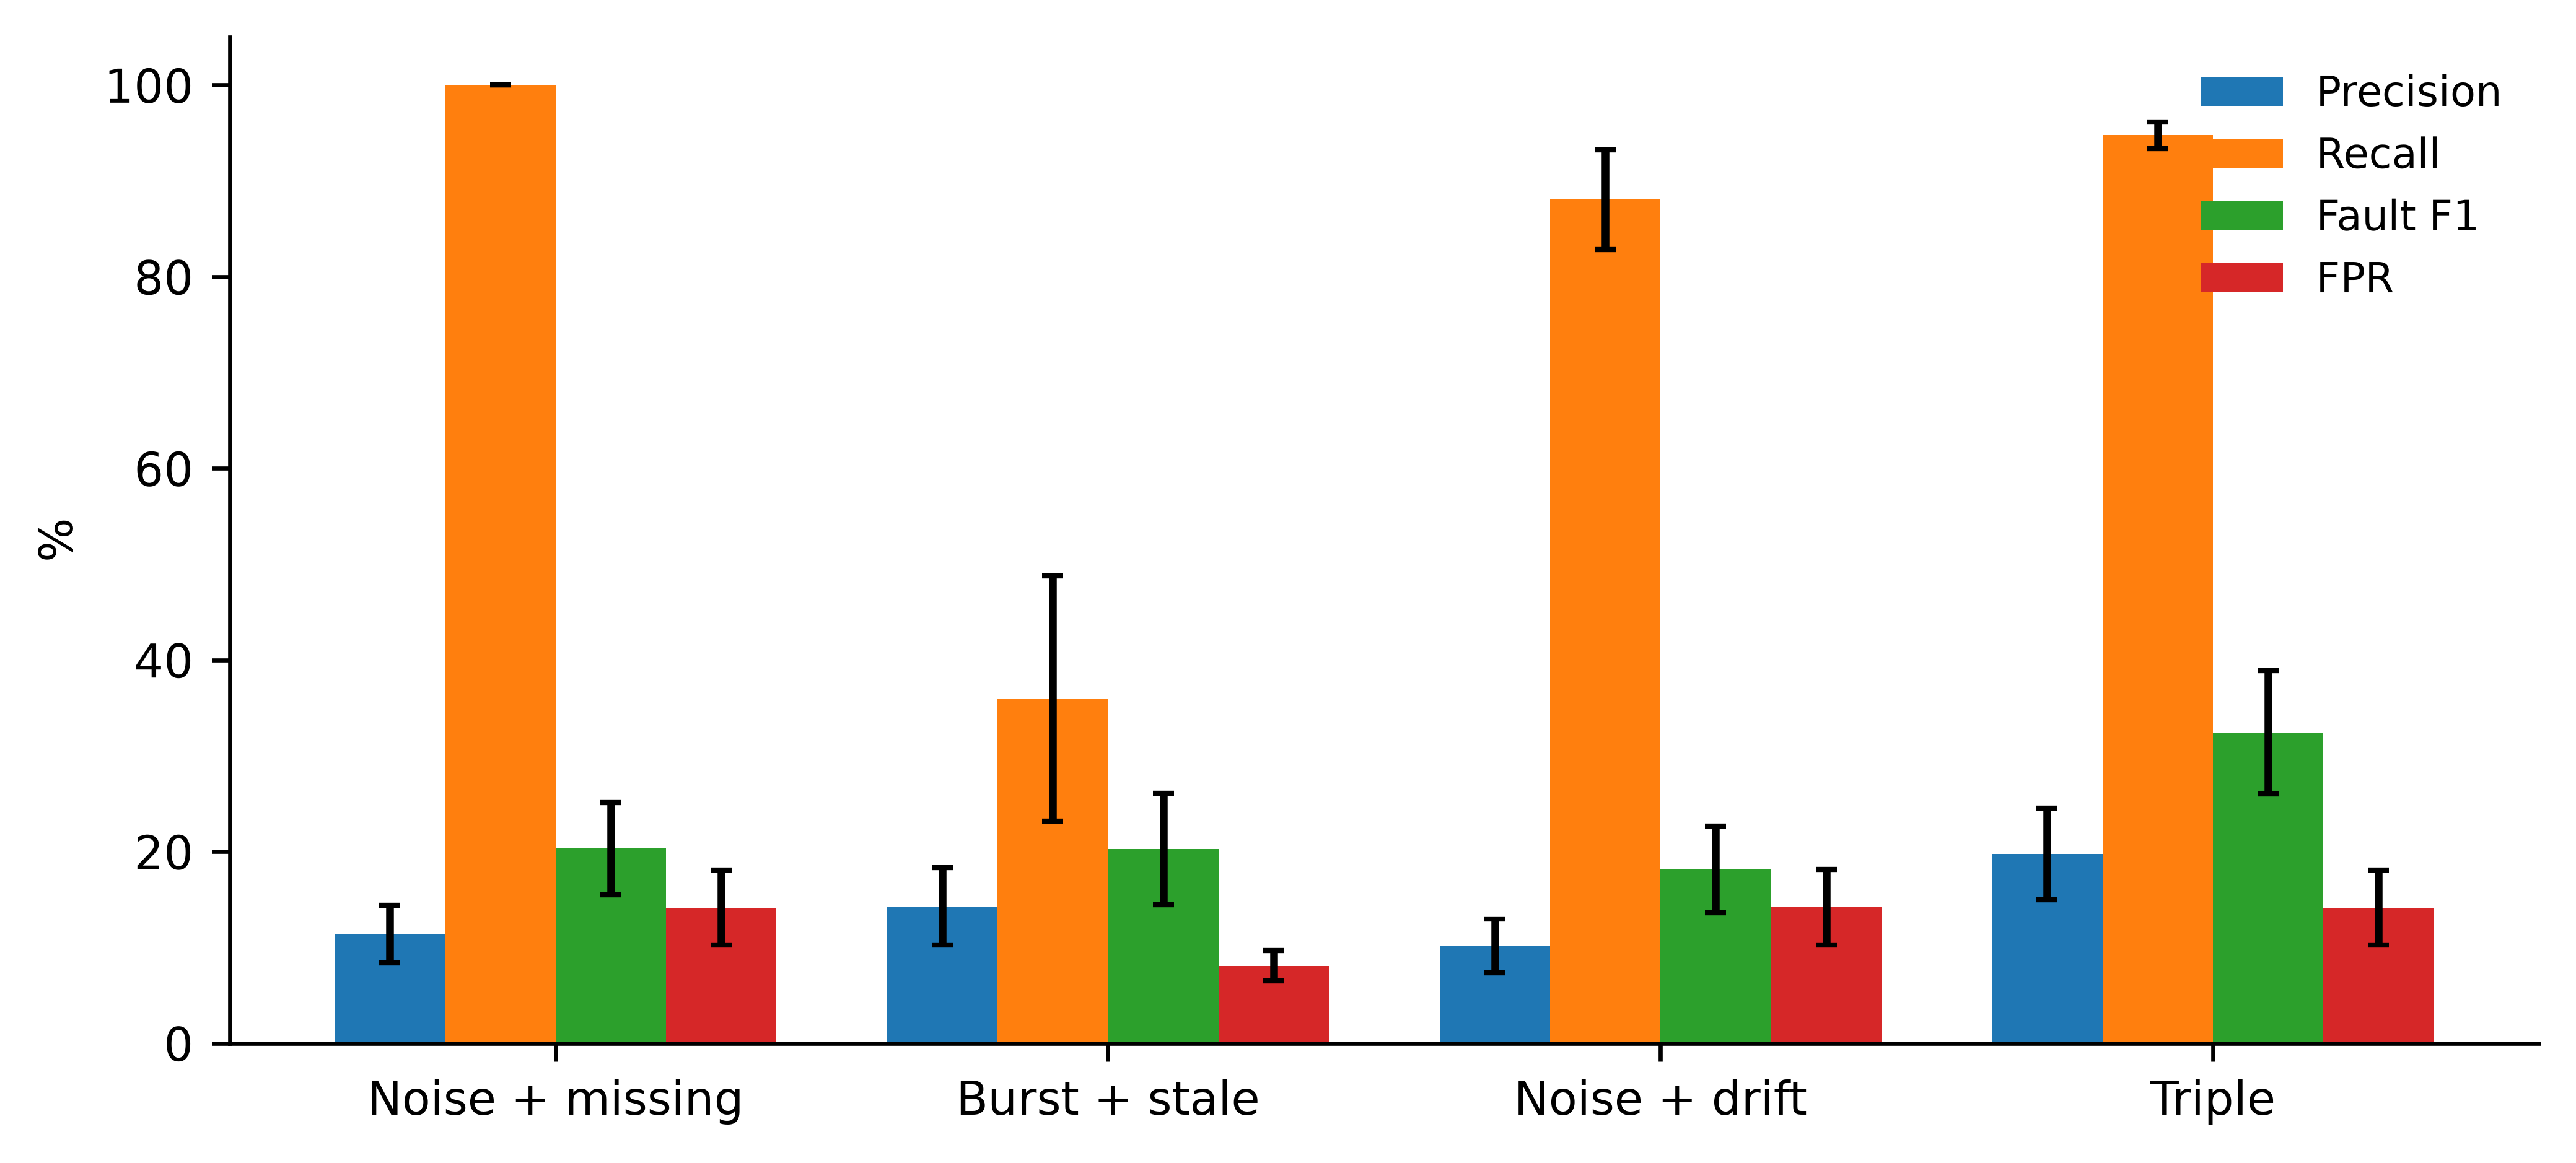 100
80
60
40
20
0
%
Noise + missing
Burst + stale
Noise + drift
Triple
Precision
Recall
Fault F1
FPR